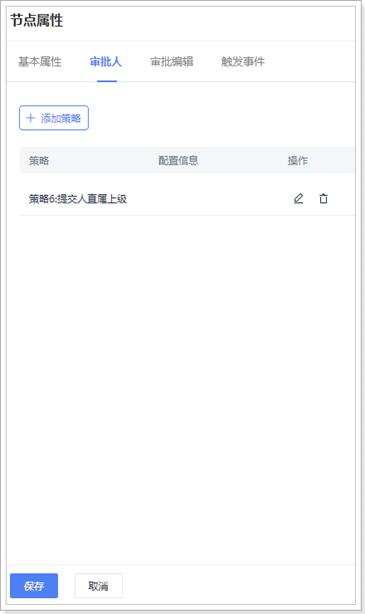 节点属性
基本属性 审批人 审批编辑 触发事件
添加策略
策略 配置信息 操作
策略6:提交人直属上级
保存 取消